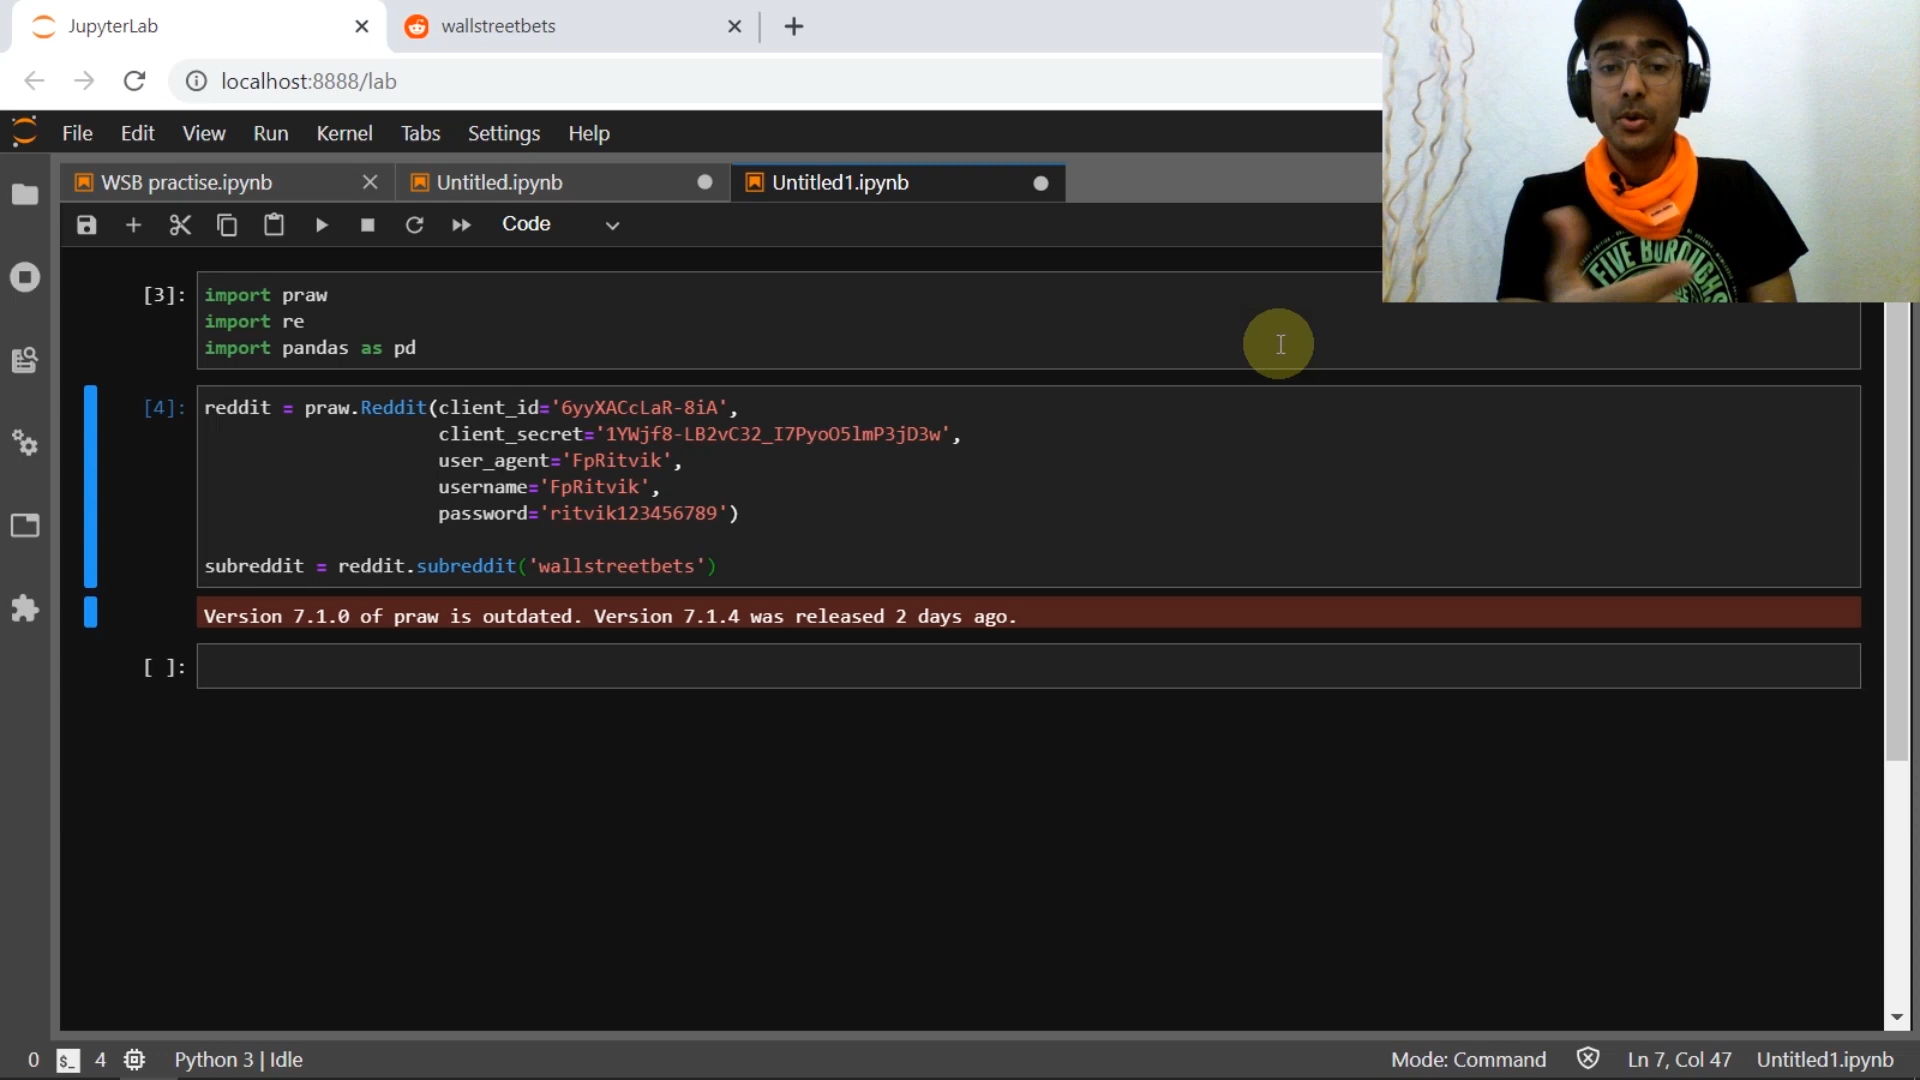 JupyterLab
wallstreetbets
localhost:8888/lab
File Edit View Run Kernel Tabs Settings Help
WSB practise.ipynb
Untitled.ipynb
Untitled1.ipynb
Code
[3]:
import praw
import re
import pandas as pd
[4]:
reddit = praw.Reddit(client_id='6yyXACcLaR-8iA',
client_secret='1YWjf8-LB2vC32_I7PyoO5lmP3jD3w',
user_agent='FpRitvik',
username='FpRitvik',
password='ritvik123456789')
subreddit = reddit.subreddit('wallstreetbets')
Version 7.1.0 of praw is outdated. Version 7.1.4 was released 2 days ago.
[ ]:
FIVE BOROUGHS
0 $_ 4 Python 3 | Idle Mode: Command Ln 7, Col 47 Untitled1.ipynb